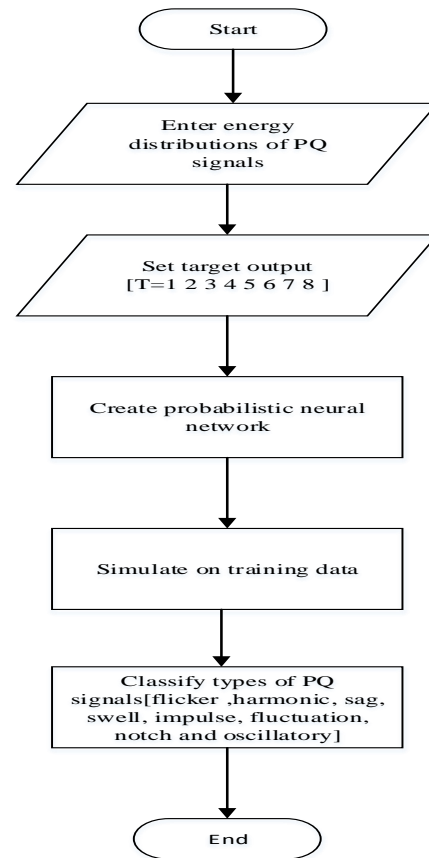 Start
Enter energy
distributions of PQ
signals
Set target output
[T=1 2 3 4 5 6 7 8 ]
Create probabilistic neural
network
Simulate on training data
Classify types of PQ
signals[flicker ,harmonic, sag,
swell, impulse, fluctuation,
notch and oscillatory]
End